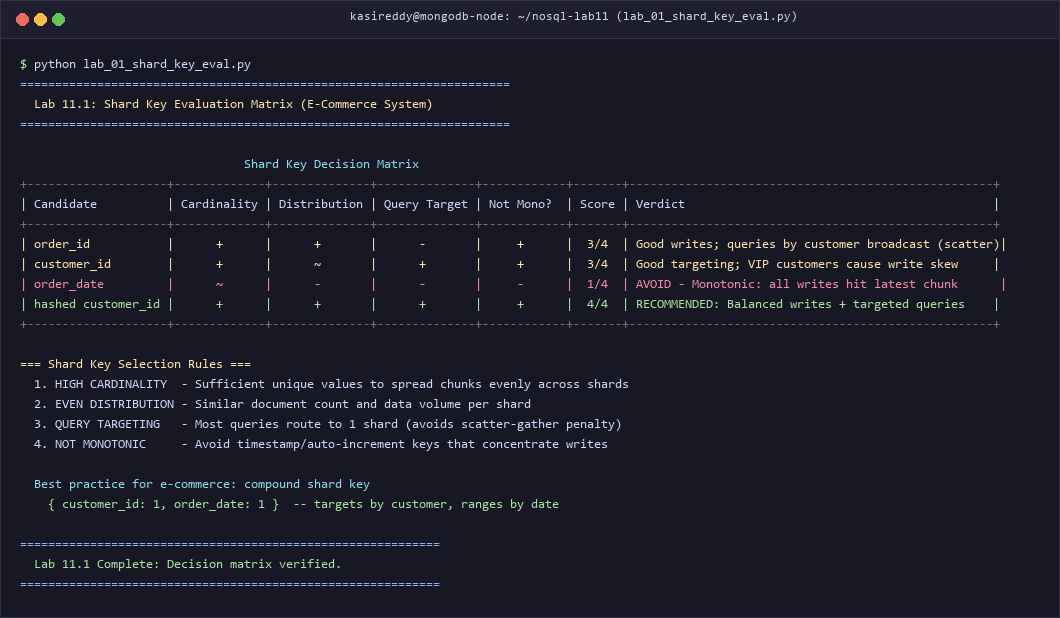 kasireddy@mongodb-node: ~/nosql-lab11 (lab_01_shard_key_eval.py)
$ python lab_01_shard_key_eval.py
======================================================================
  Lab 11.1: Shard Key Evaluation Matrix (E-Commerce System)
======================================================================
                                Shard Key Decision Matrix
+--------------------+-------------+--------------+--------------+------------+--------+-----------------------------------------------------+
| Candidate          | Cardinality | Distribution | Query Target | Not Mono?  | Score | Verdict                                             |
+--------------------+-------------+--------------+--------------+------------+--------+-----------------------------------------------------+
| order_id           |      +      |      +       |      -       |     +      |  3/4  | Good writes; queries by customer broadcast (scatter)|
| customer_id        |      +      |      ~       |      +       |     +      |  3/4  | Good targeting; VIP customers cause write skew     |
| order_date         |      ~      |      -       |      -       |     -      |  1/4  | AVOID - Monotonic: all writes hit latest chunk      |
| hashed customer_id |      +      |      +       |      +       |     +      |  4/4  | RECOMMENDED: Balanced writes + targeted queries    |
+--------------------+-------------+--------------+--------------+------------+--------+-----------------------------------------------------+
=== Shard Key Selection Rules ===
  1. HIGH CARDINALITY  - Sufficient unique values to spread chunks evenly across shards
  2. EVEN DISTRIBUTION - Similar document count and data volume per shard
  3. QUERY TARGETING   - Most queries route to 1 shard (avoids scatter-gather penalty)
  4. NOT MONOTONIC     - Avoid timestamp/auto-increment keys that concentrate writes
  Best practice for e-commerce: compound shard key
    { customer_id: 1, order_date: 1 }  -- targets by customer, ranges by date
============================================================
  Lab 11.1 Complete: Decision matrix verified.
============================================================